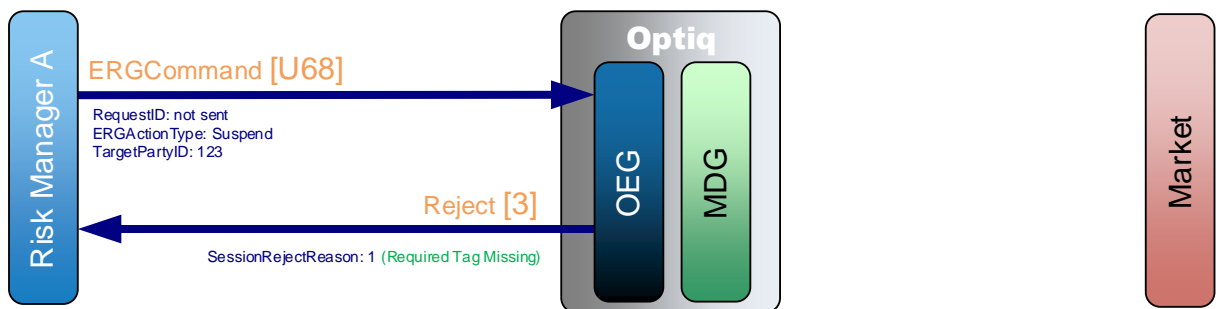 Risk Manager A
ERGCommand [U68]
RequestID: not sent
ERGActionType: Suspend
TargetPartyID: 123
Reject [3]
SessionRejectReason: 1 (Required Tag Missing)
Optiq
OEG
MDG
Market